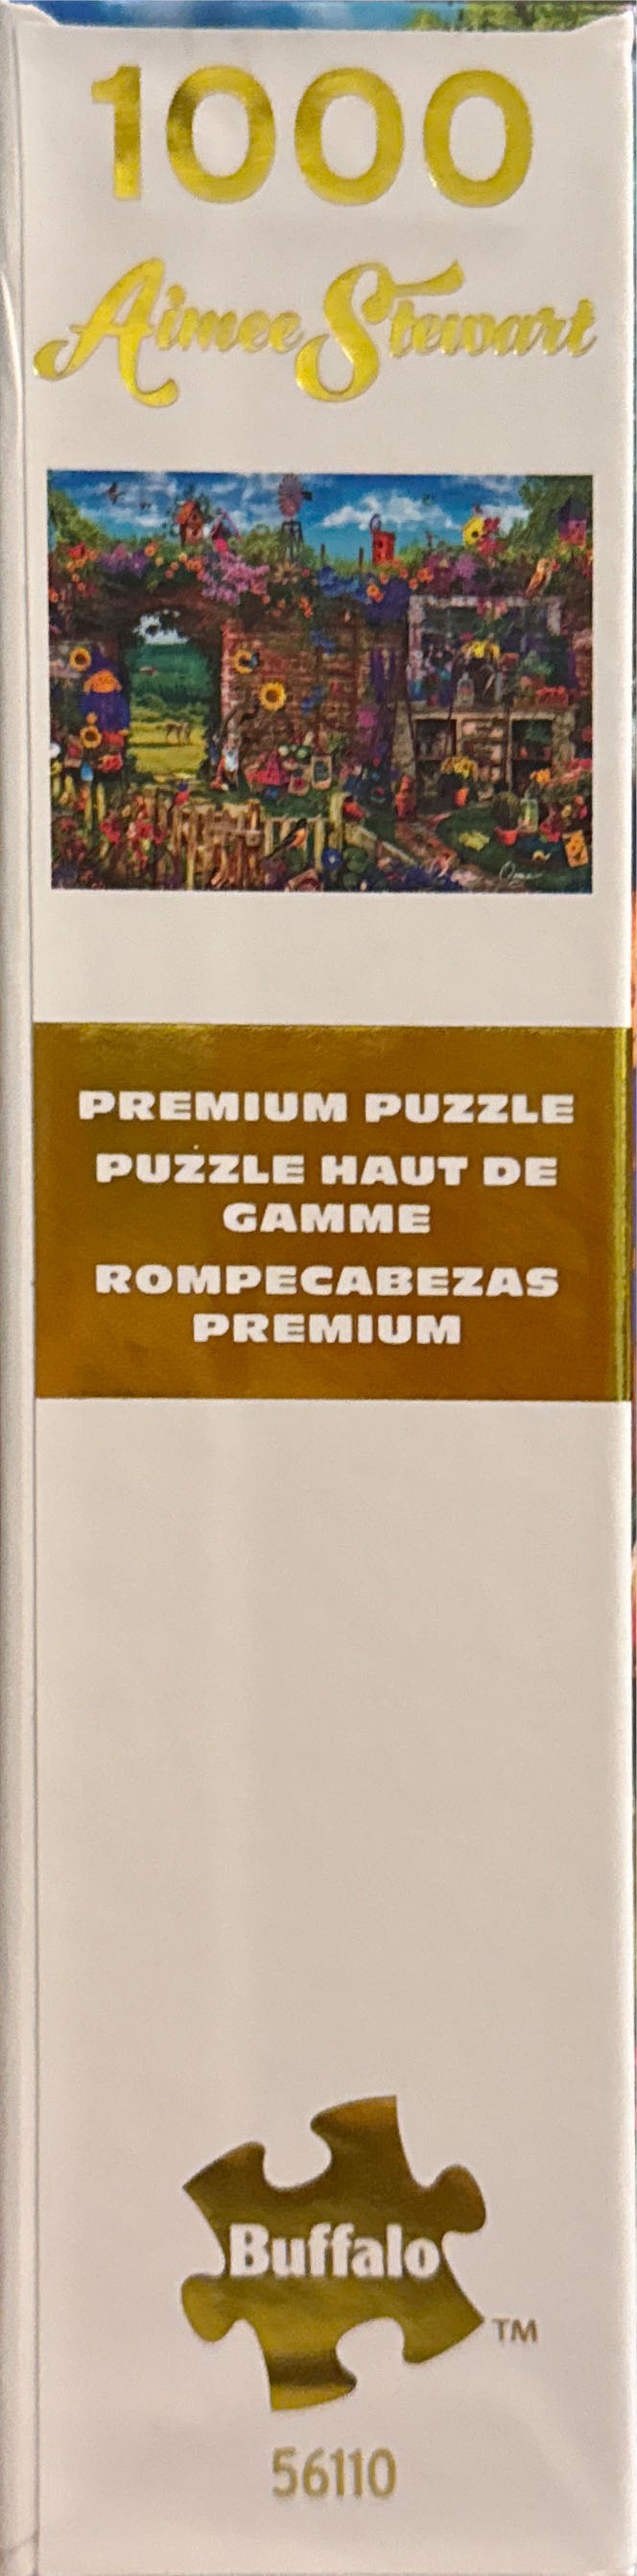 1000
Aimee Stewart
PREMIUM PUZZLE
PUZZLE HAUT DE
GAMME
ROMPECABEZAS
PREMIUM
Buffalo
TM
56110